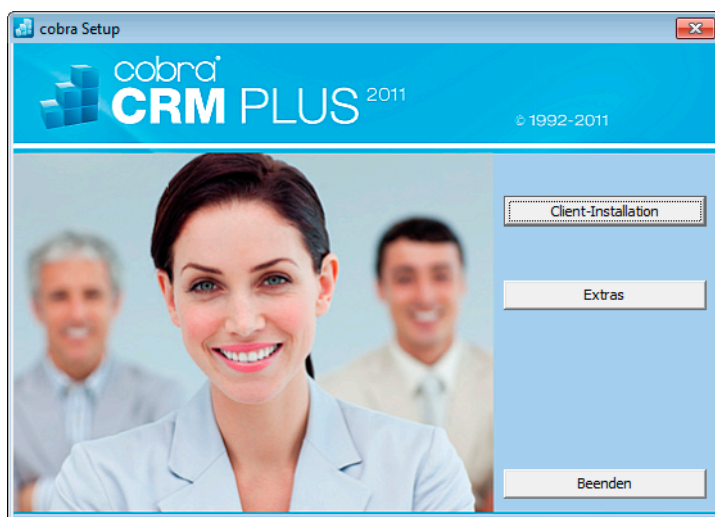 cobra Setup
cobra
CRM PLUS 2011
© 1992-2011
Client-Installation
Extras
Beenden